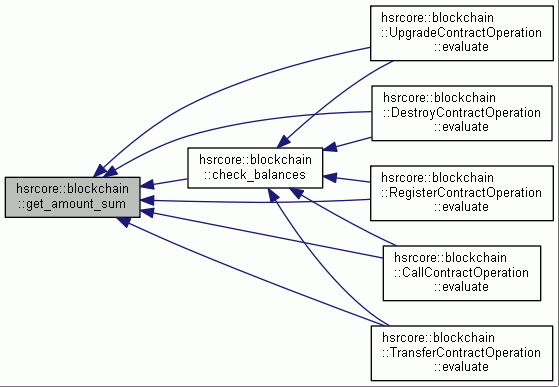 hsrcore::blockchain
::get_amount_sum
hsrcore::blockchain
::check_balances
hsrcore::blockchain
::UpgradeContractOperation
::evaluate
hsrcore::blockchain
::DestroyContractOperation
::evaluate
hsrcore::blockchain
::RegisterContractOperation
::evaluate
hsrcore::blockchain
::CallContractOperation
::evaluate
hsrcore::blockchain
::TransferContractOperation
::evaluate